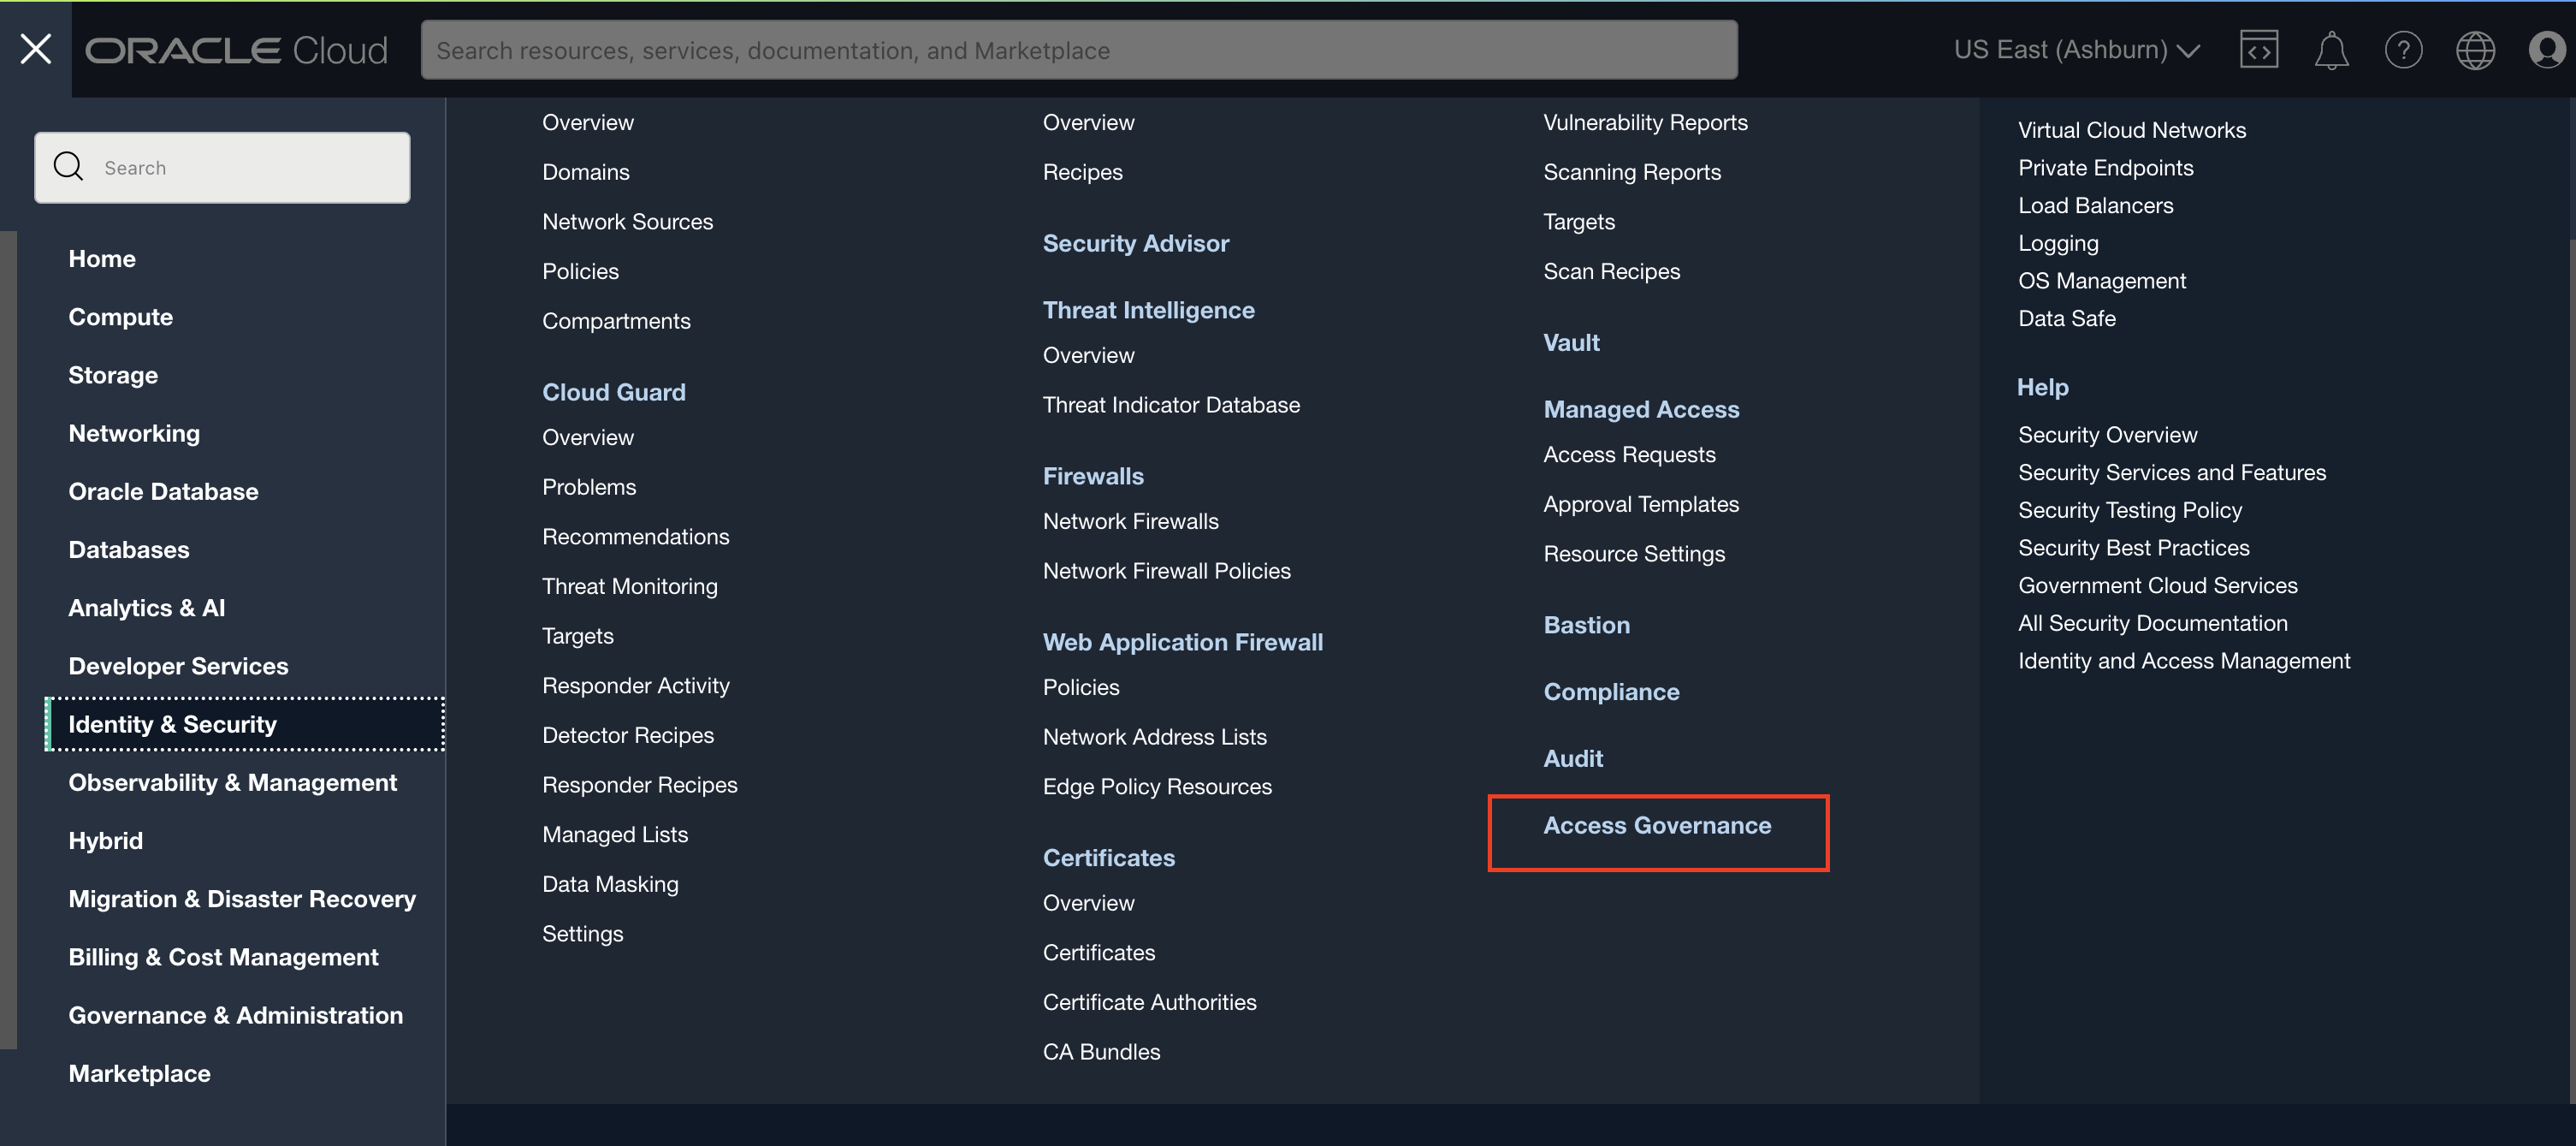 ORACLE Cloud
Search resources, services, documentation, and Marketplace
US East (Ashburn)
Search
Home
Compute
Storage
Networking
Oracle Database
Databases
Analytics & AI
Developer Services
Identity & Security
Observability & Management
Hybrid
Migration & Disaster Recovery
Billing & Cost Management
Governance & Administration
Marketplace
Overview
Domains
Network Sources
Policies
Compartments
Cloud Guard
Overview
Problems
Recommendations
Threat Monitoring
Targets
Responder Activity
Detector Recipes
Responder Recipes
Managed Lists
Data Masking
Settings
Overview
Recipes
Security Advisor
Threat Intelligence
Overview
Threat Indicator Database
Firewalls
Network Firewalls
Network Firewall Policies
Web Application Firewall
Policies
Network Address Lists
Edge Policy Resources
Certificates
Overview
Certificates
Certificate Authorities
CA Bundles
Vulnerability Reports
Scanning Reports
Targets
Scan Recipes
Vault
Managed Access
Access Requests
Approval Templates
Resource Settings
Bastion
Compliance
Audit
Access Governance
Virtual Cloud Networks
Private Endpoints
Load Balancers
Logging
OS Management
Data Safe
Help
Security Overview
Security Services and Features
Security Testing Policy
Security Best Practices
Government Cloud Services
All Security Documentation
Identity and Access Management